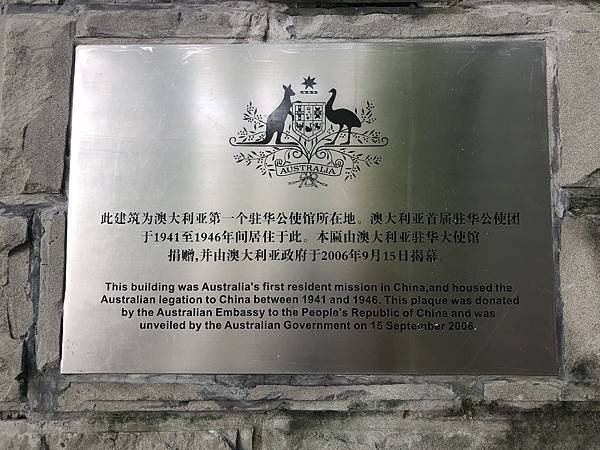 AUSTRALIA
此建筑为澳大利亚第一个驻华公使馆所在地。澳大利亚首届驻华公使团
于1941至1946年间居住于此。本匾由澳大利亚驻华大使馆
捐赠,并由澳大利亚政府于2006年9月15日揭幕。
This building was Australia's first resident mission in China,and housed the
Australian legation to China between 1941 and 1946. This plaque was donated
by the Australian Embassy to the People's Republic of China and was
unveiled by the Australian Government on 15 September 2006.